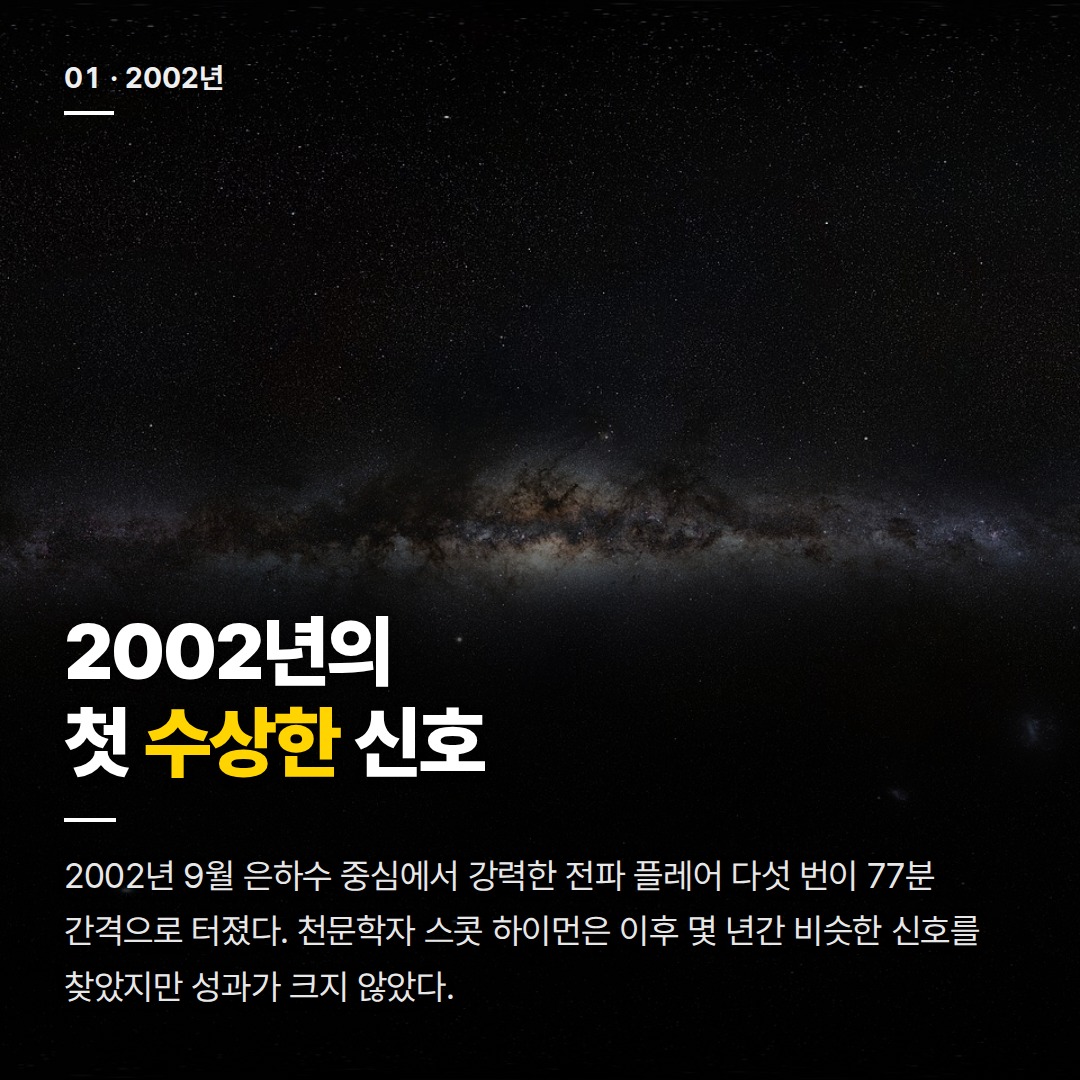 01 · 2002년
2002년의
첫 수상한 신호
2002년 9월 은하수 중심에서 강력한 전파 플레어 다섯 번이 77분
간격으로 터졌다. 천문학자 스콧 하이먼은 이후 몇 년간 비슷한 신호를
찾았지만 성과가 크지 않았다.